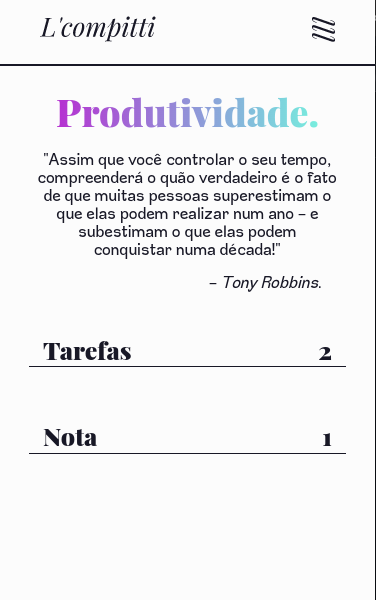 L'compitti
Produtividade.
"Assim que você controlar o seu tempo,
compreenderá o quão verdadeiro é o fato
de que muitas pessoas superestimam o
que elas podem realizar num ano – e
subestimam o que elas podem
conquistar numa década!"
– Tony Robbins.
Tarefas 2
Nota 1